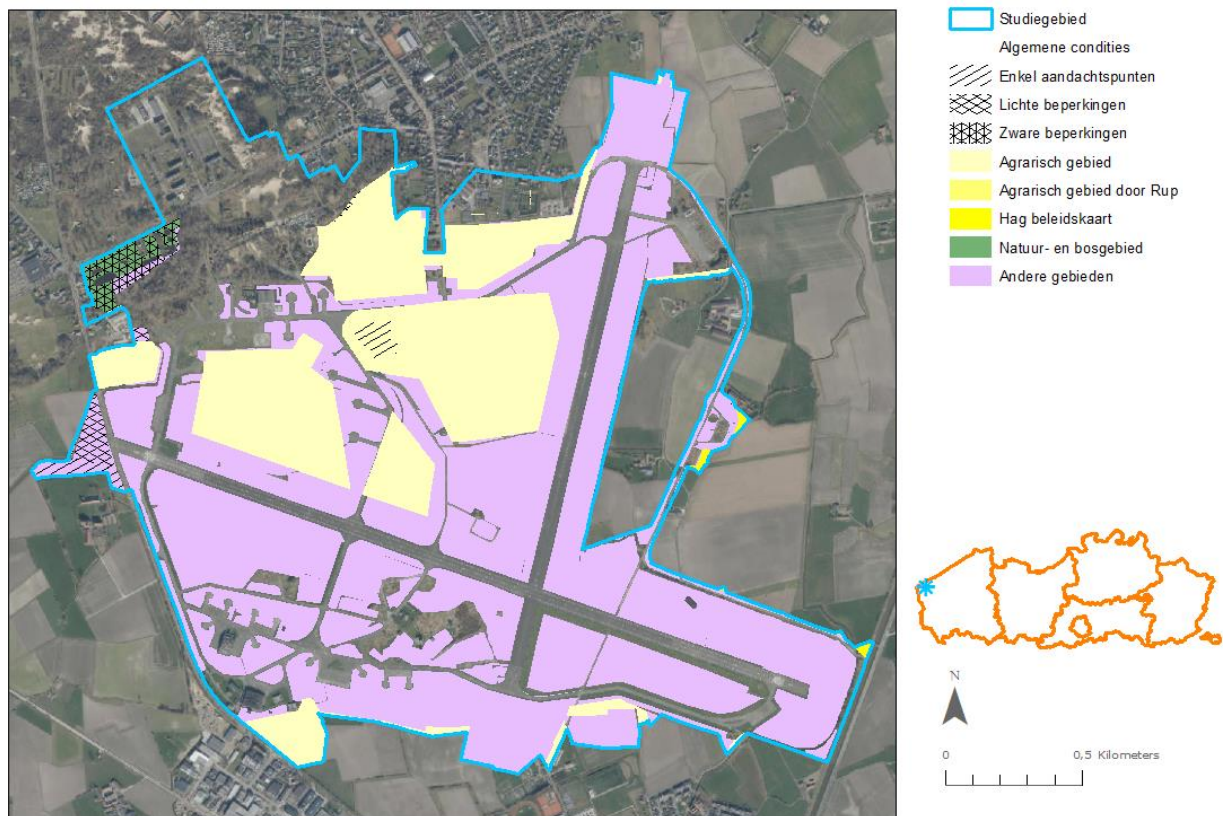 Studiegebied
Algemene condities
Enkel aandachtspunten
Lichte beperkingen
Zware beperkingen
Agrarisch gebied
Agrarisch gebied door Rup
Hag beleidskaart
Natuur- en bosgebied
Andere gebieden
N
0 0,5 Kilometers